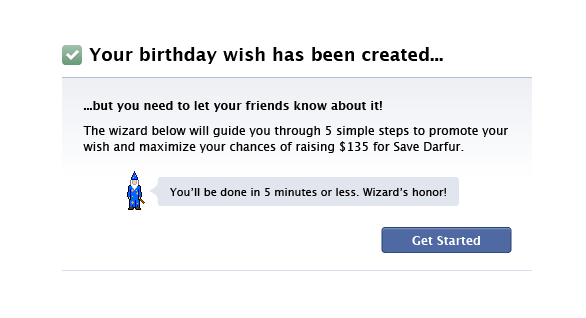 Your birthday wish has been created...
...but you need to let your friends know about it!
The wizard below will guide you through 5 simple steps to promote your
wish and maximize your chances of raising $135 for Save Darfur.
You'll be done in 5 minutes or less. Wizard's honor!
Get Started